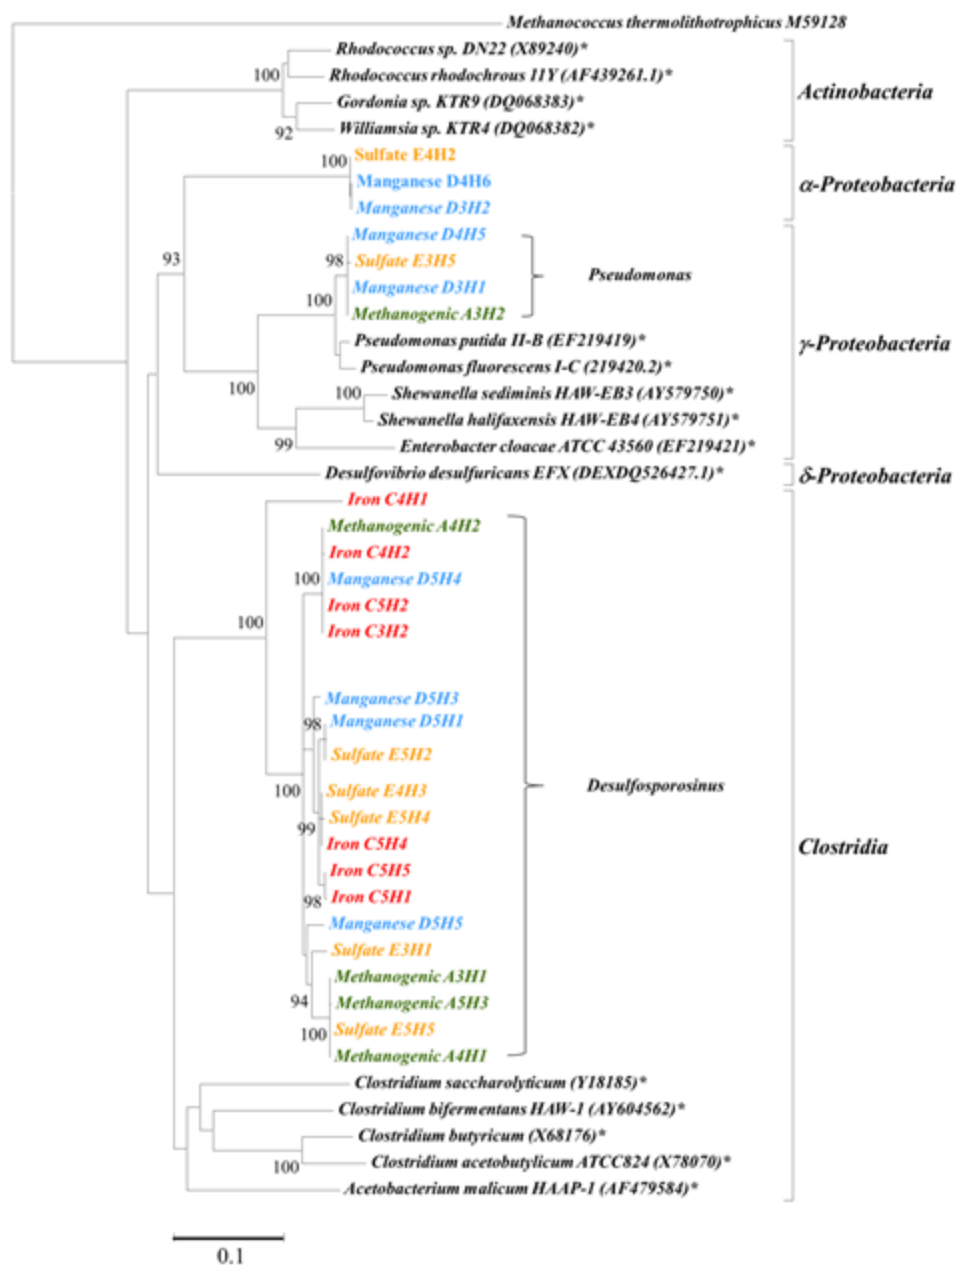 Methanococcus thermolithotrophicus M59128
Rhodococcus sp. DN22 (X89240)*
100
Rhodococcus rhodochrous 11Y (AF439261.1)*
Actinobacteria
Gordonia sp. KTR9 (DQ068383)*
92
Williamsia sp. KTR4 (DQ068382)*
Sulfate E4H2
100
Manganese D4H6
α-Proteobacteria
Manganese D3H2
Manganese D4H5
93
98
Sulfate E3H5
Pseudomonas
Manganese D3H1
100
Methanogenic A3H2
Pseudomonas putida II-B (EF219419)*
γ-Proteobacteria
Pseudomonas fluorescens I-C (219420.2)*
100
100
Shewanella sediminis HAW-EB3 (AY579750)*
Shewanella halifaxensis HAW-EB4 (AY579751)*
99
Enterobacter cloacae ATCC 43560 (EF219421)*
Desulfovibrio desulfuricans EFX (DEXDQ526427.1)*
δ-Proteobacteria
Iron C4H1
Methanogenic A4H2
Iron C4H2
100
Manganese D5H4
Iron C5H2
100
Iron C3H2
Manganese D5H3
98
Manganese D5H1
Sulfate E5H2
Desulfosporosinus
100
Sulfate E4H3
Sulfate E5H4
99
Iron C5H4
Clostridia
Iron C5H5
98
Iron C5H1
Manganese D5H5
Sulfate E3H1
Methanogenic A3H1
94
Methanogenic A5H3
100
Sulfate E5H5
Methanogenic A4H1
Clostridium saccharolyticum (Y18185)*
Clostridium bifermentans HAW-1 (AY604562)*
Clostridium butyricum (X68176)*
100
Clostridium acetobutylicum ATCC824 (X78070)*
Acetobacterium malicum HAAP-1 (AF479584)*
0.1